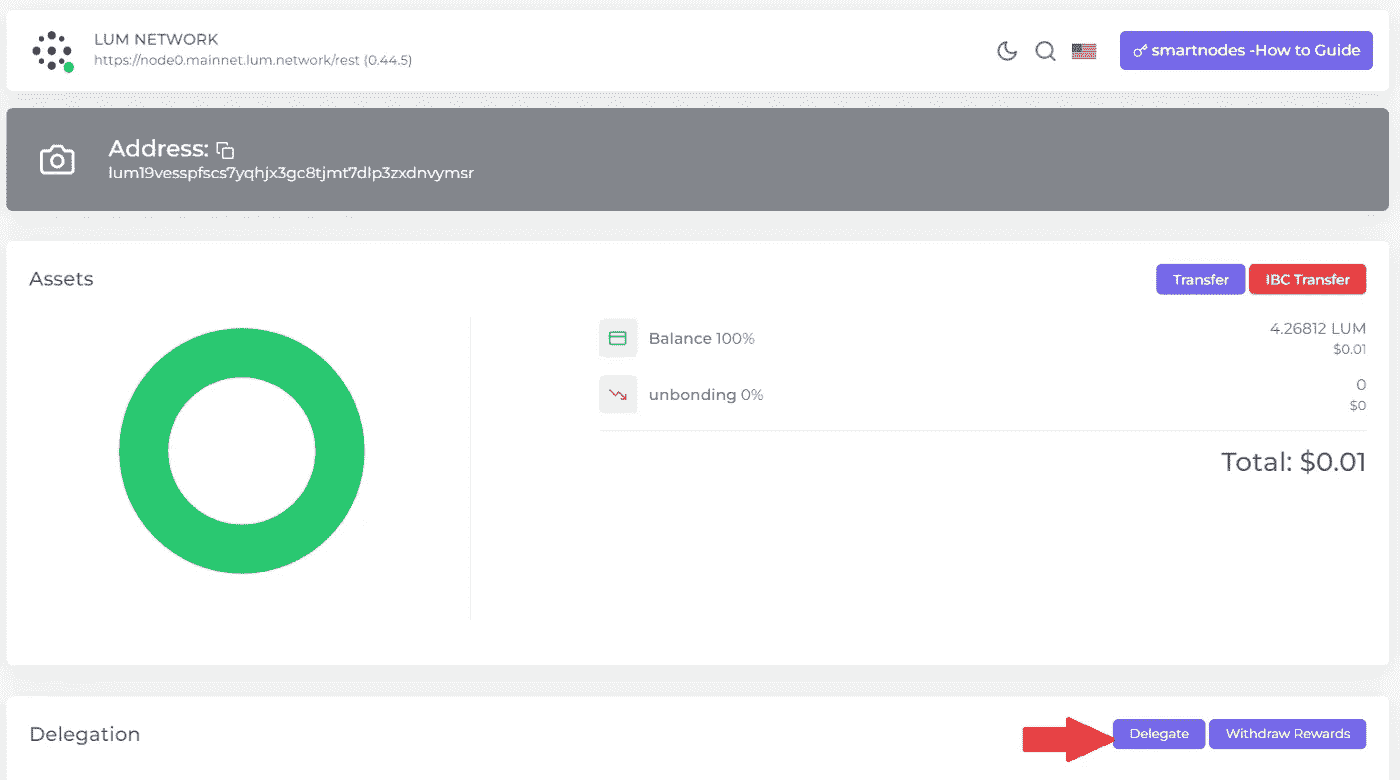 LUM NETWORK
https://node0.mainnet.lum.network/rest (0.44.5)
smartnodes -How to Guide
Address:
lum19vesspfscs7yqhjx3gc8tjmt7dlp3zxdnvymsr
Assets
Transfer
IBC Transfer
Balance 100%
4.26812 LUM
$0.01
unbonding 0%
0
$0
Total: $0.01
Delegation
Delegate
Withdraw Rewards